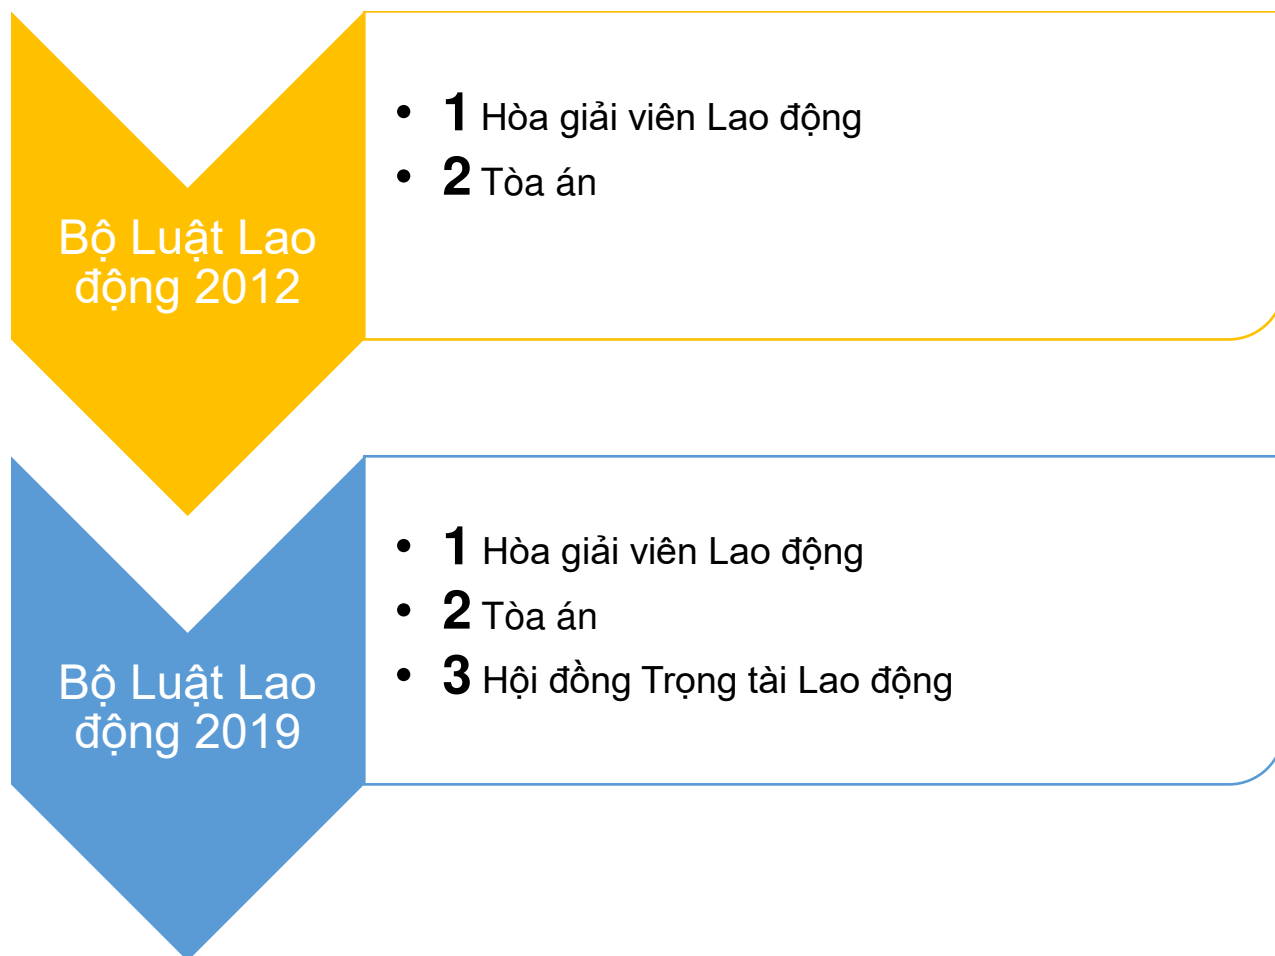 Bộ Luật Lao
động 2012
• 1 Hòa giải viên Lao động
• 2 Tòa án
Bộ Luật Lao
động 2019
• 1 Hòa giải viên Lao động
• 2 Tòa án
• 3 Hội đồng Trọng tài Lao động